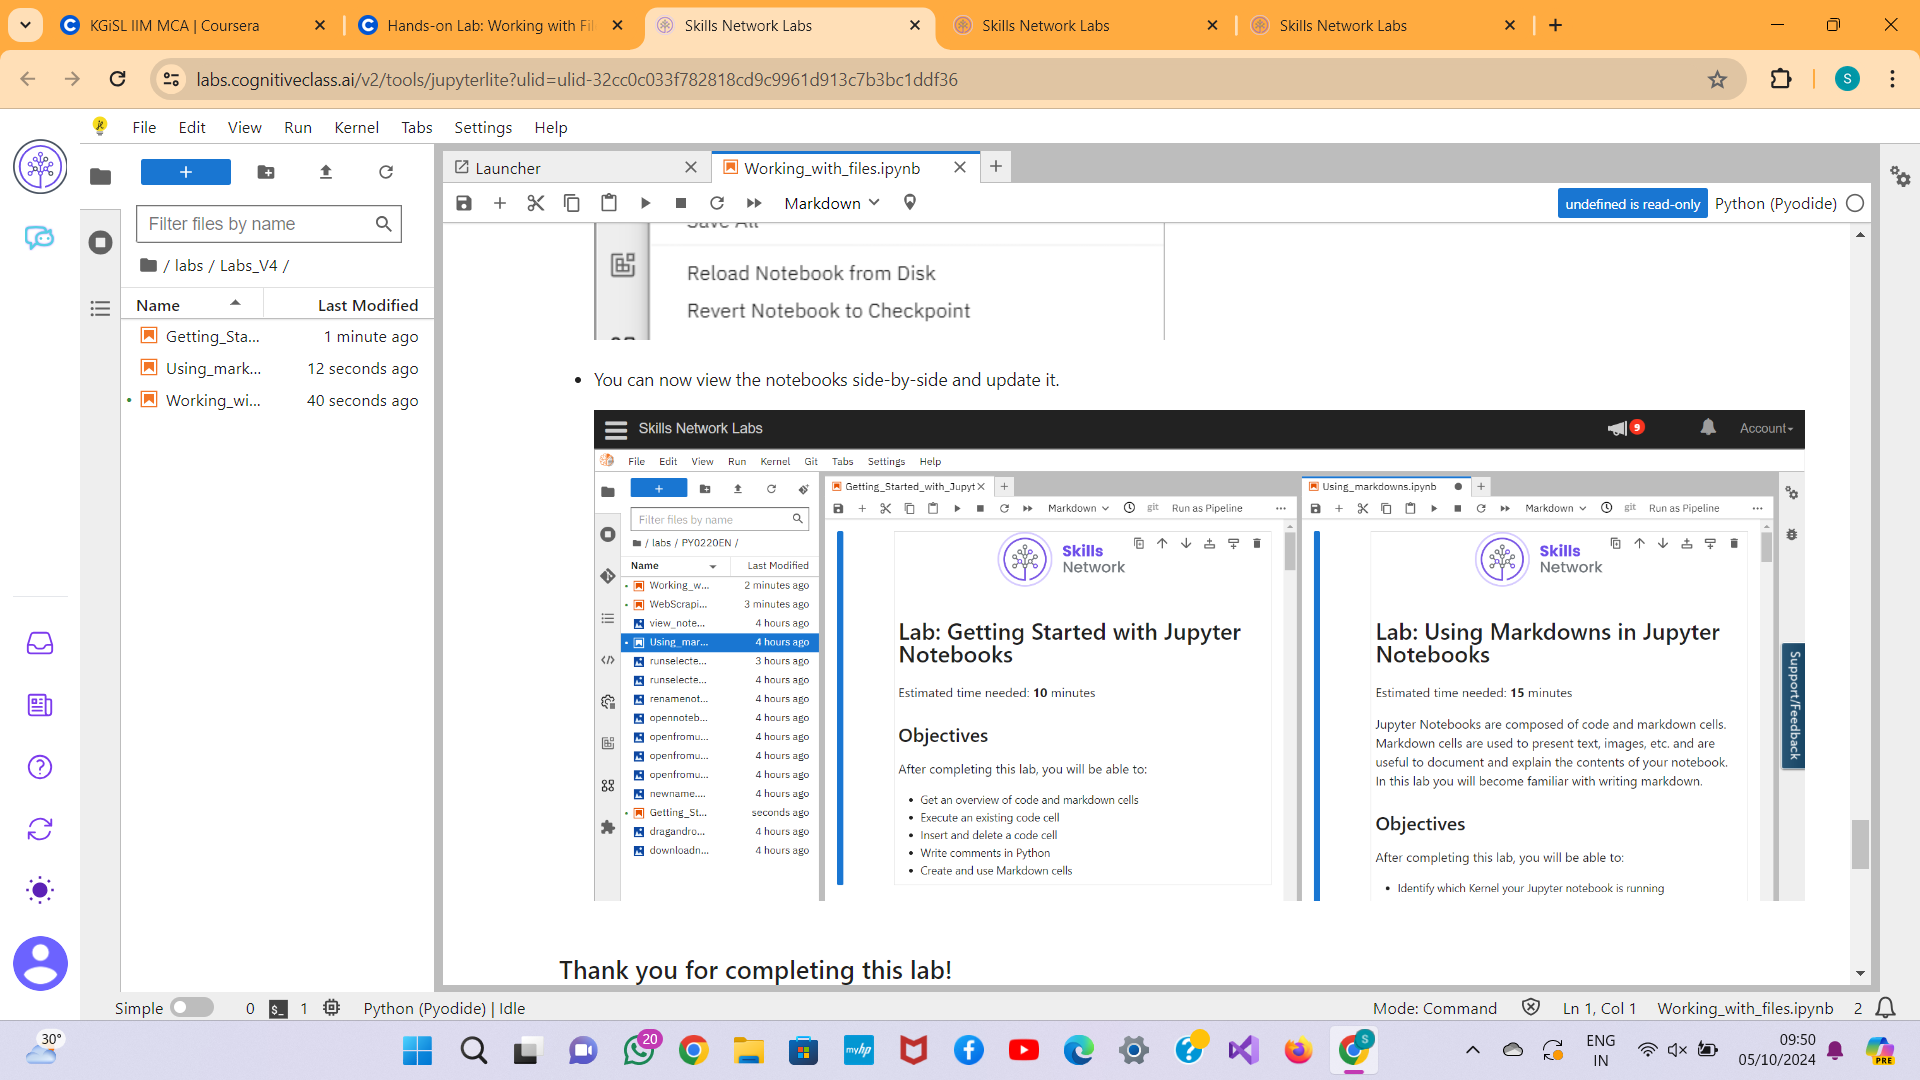 KGiSL IIM MCA | Coursera
Hands-on Lab: Working with Fil
Skills Network Labs
Skills Network Labs
Skills Network Labs
labs.cognitiveclass.ai/v2/tools/jupyterlite?ulid=ulid-32cc0c033f782818cd9c9961d913c7b3bc1ddf36
S
File Edit View Run Kernel Tabs Settings Help
Filter files by name
/ labs / Labs_V4 /
Name Last Modified
Getting_Sta... 1 minute ago
Using_mark... 12 seconds ago
Working_wi... 40 seconds ago
Launcher
Working_with_files.ipynb
Markdown
undefined is read-only
Python (Pyodide)
Save All
Reload Notebook from Disk
Revert Notebook to Checkpoint
• You can now view the notebooks side-by-side and update it.
Skills Network Labs
9
Account
File Edit View Run Kernel Git Tabs Settings Help
Filter files by name
/ labs / PY0220EN /
Name Last Modified
Working_w... 2 minutes ago
WebScrapi... 3 minutes ago
view_note... 4 hours ago
Using_mar... 4 hours ago
runselecte... 3 hours ago
runselecte... 4 hours ago
renamenot... 4 hours ago
opennoteb... 4 hours ago
openfromu... 4 hours ago
openfromu... 4 hours ago
openfromu... 4 hours ago
newname.... 4 hours ago
Getting_St... seconds ago
dragandro... 4 hours ago
downloadn... 4 hours ago
Getting_Started_with_Jupyt
Markdown git Run as Pipeline
Skills
Network
Lab: Getting Started with Jupyter
Notebooks
Estimated time needed: 10 minutes
Objectives
After completing this lab, you will be able to:
• Get an overview of code and markdown cells
• Execute an existing code cell
• Insert and delete a code cell
• Write comments in Python
• Create and use Markdown cells
Using_markdowns.ipynb
Markdown git Run as Pipeline
Skills
Network
Lab: Using Markdowns in Jupyter
Notebooks
Estimated time needed: 15 minutes
Jupyter Notebooks are composed of code and markdown cells.
Markdown cells are used to present text, images, etc. and are
useful to document and explain the contents of your notebook.
In this lab you will become familiar with writing markdown.
Objectives
After completing this lab, you will be able to:
• Identify which Kernel your Jupyter notebook is running
Support/Feedback
Thank you for completing this lab!
Simple 0 1 Python (Pyodide) | Idle
Mode: Command Ln 1, Col 1 Working_with_files.ipynb 2
30°
20
myhp
S
ENG
IN
09:50
05/10/2024
PRE